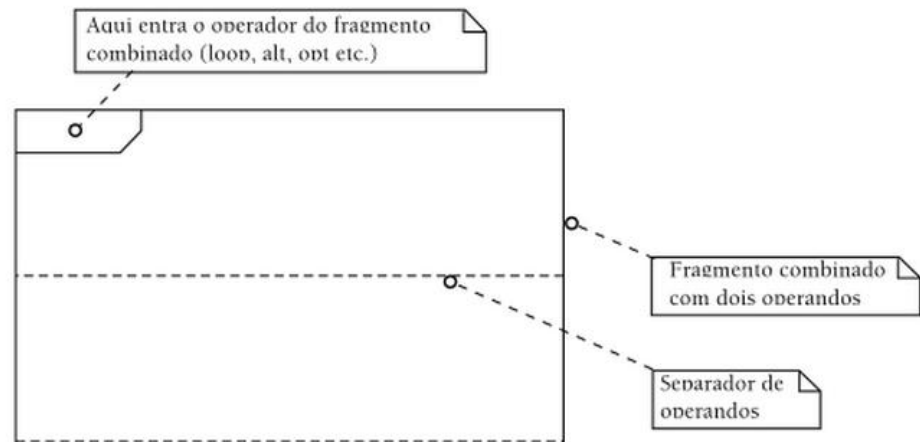 Aqui entra o operador do fragmento
combinado (loop, alt, opt etc.)
Fragmento combinado
com dois operandos
Separador de
operandos